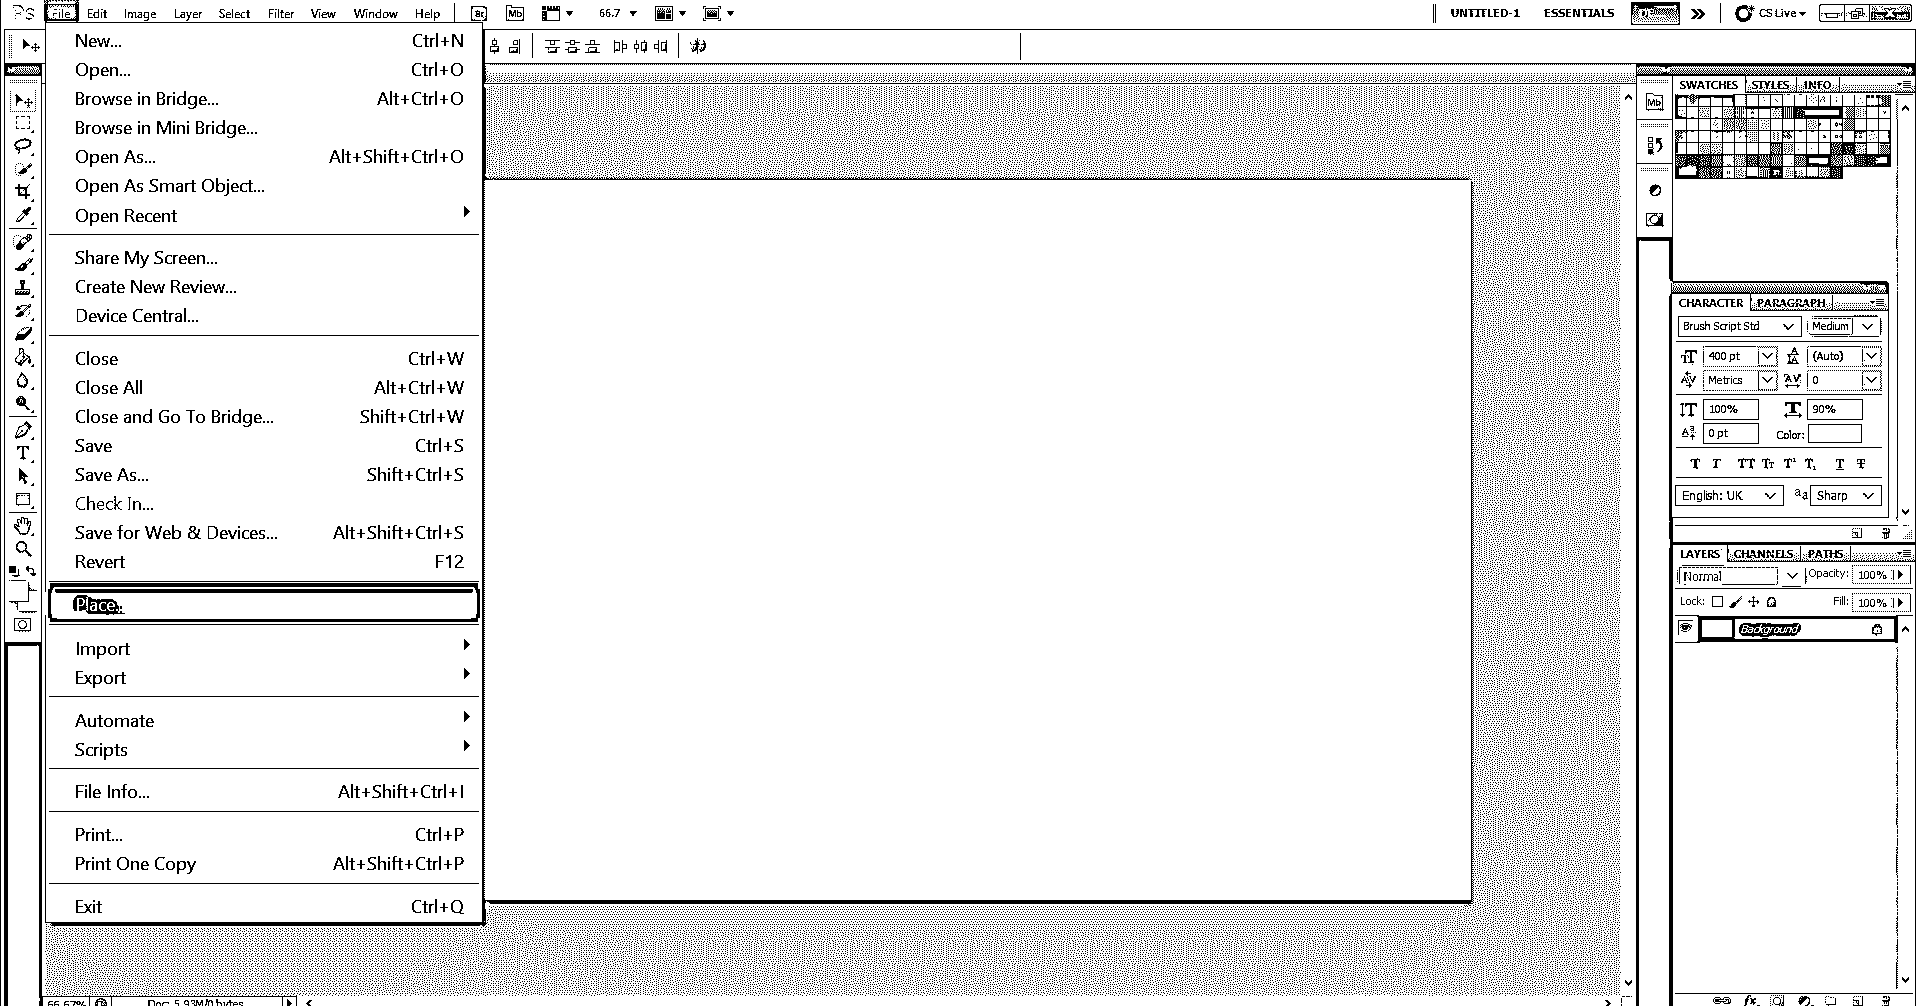 Ps File Edit Image Layer Select Filter View Window Help Br Mb 66.7 UNTITLED-1 ESSENTIALS CS Live
New... Ctrl+N
Open... Ctrl+O
Browse in Bridge... Alt+Ctrl+O
Browse in Mini Bridge...
Open As... Alt+Shift+Ctrl+O
Open As Smart Object...
Open Recent
Share My Screen...
Create New Review...
Device Central...
Close Ctrl+W
Close All Alt+Ctrl+W
Close and Go To Bridge... Shift+Ctrl+W
Save Ctrl+S
Save As... Shift+Ctrl+S
Check In...
Save for Web & Devices... Alt+Shift+Ctrl+S
Revert F12
Place...
Import
Export
Automate
Scripts
File Info... Alt+Shift+Ctrl+I
Print... Ctrl+P
Print One Copy Alt+Shift+Ctrl+P
Exit Ctrl+Q
66.67% Doc: 5.93M/0 bytes
Mb
SWATCHES STYLES INFO
CHARACTER PARAGRAPH
Brush Script Std Medium
400 pt (Auto)
Metrics 0
100% 90%
0 pt Color:
T T TT Tt T¹ T₁ T T
English: UK aa Sharp
LAYERS CHANNELS PATHS
Normal Opacity: 100%
Lock: Fill: 100%
Background